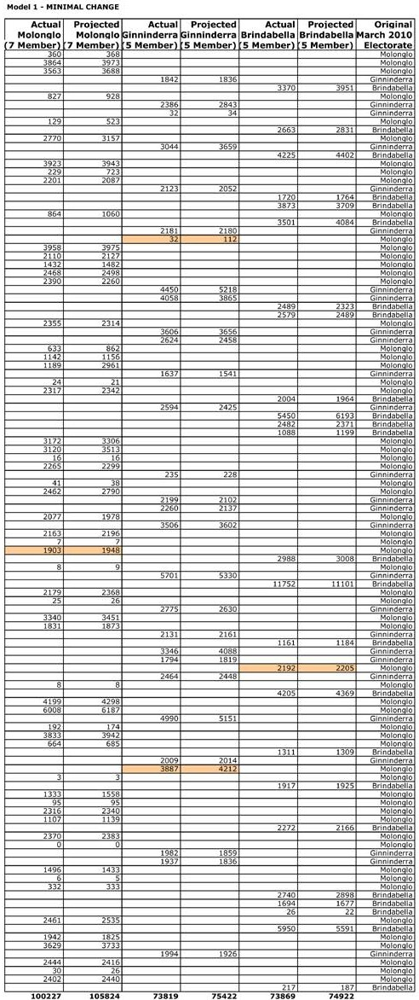 Model 1 - MINIMAL CHANGE
Actual Projected Actual Projected Actual Projected Original
Molonglo Molonglo Ginninderra Ginninderra Brindabella Brindabella March 2010
(7 Member) (7 Member) (5 Member) (5 Member) (5 Member) (5 Member) Electorate
360 368 Molonglo
3864 3973 Molonglo
3563 3688 Molonglo
1842 1836 Ginninderra
3370 3951 Brindabella
827 928 Molonglo
2386 2843 Ginninderra
32 34 Ginninderra
129 523 Molonglo
2663 2831 Brindabella
2770 3157 Molonglo
3044 3659 Ginninderra
4225 4402 Brindabella
3923 3943 Molonglo
229 723 Molonglo
2201 2087 Molonglo
2123 2052 Ginninderra
1720 1764 Brindabella
3873 3709 Brindabella
864 1060 Molonglo
3501 4084 Brindabella
2181 2180 Ginninderra
32 112 Molonglo
3958 3975 Molonglo
2110 2127 Molonglo
1432 1482 Molonglo
2468 2498 Molonglo
2390 2260 Molonglo
4450 5218 Ginninderra
4058 3865 Ginninderra
2489 2323 Brindabella
2579 2489 Brindabella
2355 2314 Molonglo
3606 3656 Ginninderra
2624 2458 Ginninderra
633 862 Molonglo
1142 1156 Molonglo
1189 2961 Molonglo
1637 1541 Ginninderra
24 21 Molonglo
2317 2342 Molonglo
2004 1964 Brindabella
2594 2425 Ginninderra
5450 6193 Brindabella
2482 2371 Brindabella
1088 1199 Brindabella
3172 3306 Molonglo
3120 3513 Molonglo
16 16 Molonglo
2265 2299 Molonglo
235 228 Ginninderra
41 38 Molonglo
2462 2790 Molonglo
2199 2102 Ginninderra
2260 2137 Ginninderra
2077 1978 Molonglo
3506 3602 Ginninderra
2163 2196 Molonglo
7 7 Molonglo
1903 1948 Molonglo
2988 3008 Brindabella
8 9 Molonglo
5701 5330 Ginninderra
11752 11101 Brindabella
2179 2368 Molonglo
25 26 Molonglo
2775 2630 Ginninderra
3340 3451 Molonglo
1831 1873 Molonglo
2131 2161 Ginninderra
1161 1184 Brindabella
3346 4088 Ginninderra
1794 1819 Ginninderra
2192 2205 Molonglo
2464 2448 Ginninderra
8 8 Molonglo
4205 4369 Brindabella
4199 4298 Molonglo
6008 6187 Molonglo
4990 5151 Ginninderra
192 174 Molonglo
3833 3942 Molonglo
664 685 Molonglo
1311 1309 Brindabella
2009 2014 Ginninderra
3887 4212 Molonglo
3 3 Molonglo
1917 1925 Brindabella
1333 1558 Molonglo
95 95 Molonglo
2316 2340 Molonglo
1107 1139 Molonglo
2272 2166 Brindabella
2370 2383 Molonglo
0 0 Molonglo
1982 1859 Ginninderra
1937 1836 Ginninderra
1496 1433 Molonglo
6 5 Molonglo
332 333 Molonglo
2740 2898 Brindabella
1694 1677 Brindabella
26 22 Brindabella
2461 2535 Molonglo
5950 5591 Brindabella
1942 1825 Molonglo
3629 3733 Molonglo
1994 1926 Ginninderra
2444 2416 Molonglo
30 26 Molonglo
2402 2440 Molonglo
217 187 Brindabella
100227 105824 73819 75422 73869 74922